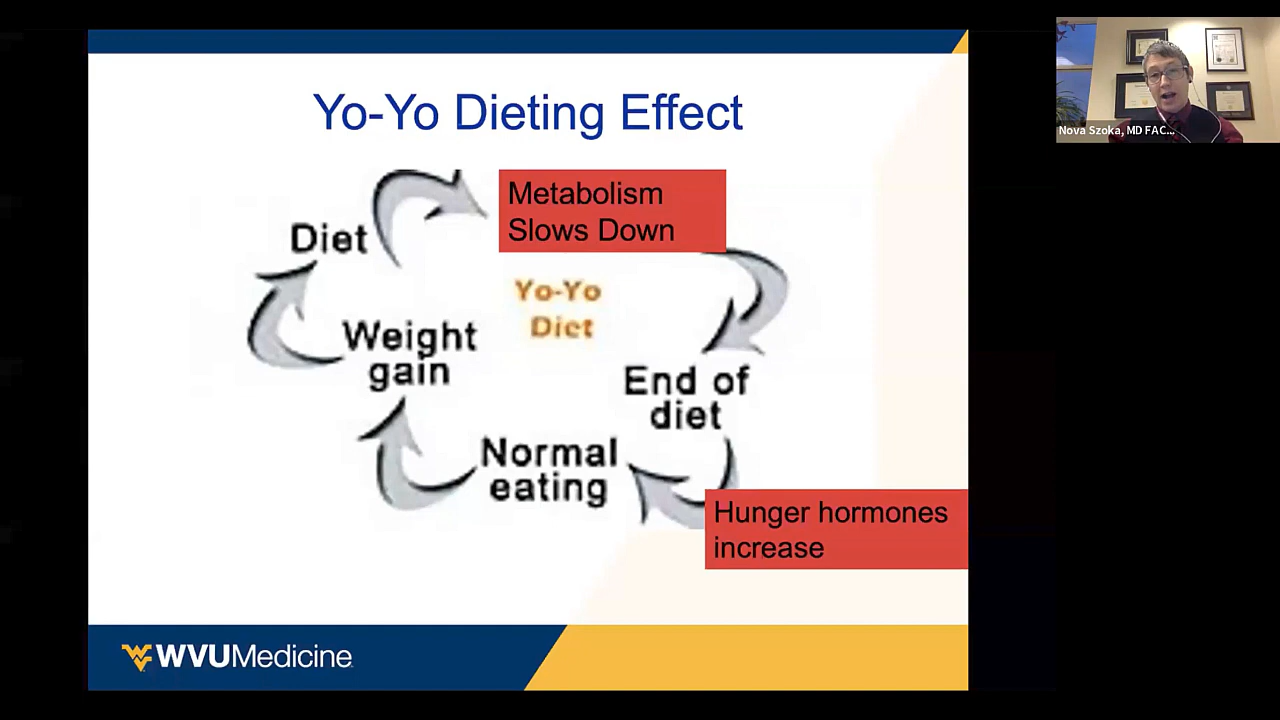 Yo-Yo Dieting Effect
Metabolism
Slows Down
Diet
Yo-Yo
Diet
Weight
gain
End of
diet
Normal
eating
Hunger hormones
increase
WVUMedicine
Nova Szoka, MD FAC...